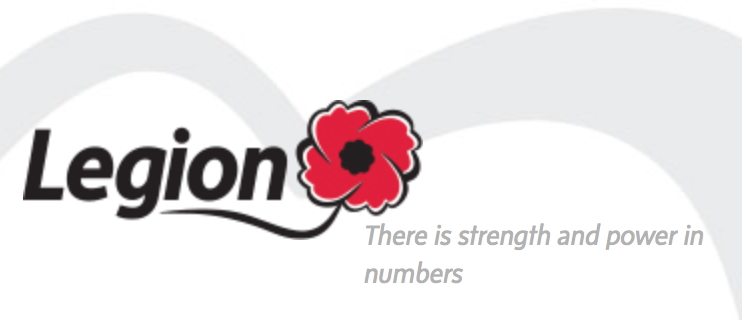 Legion
There is strength and power in
numbers